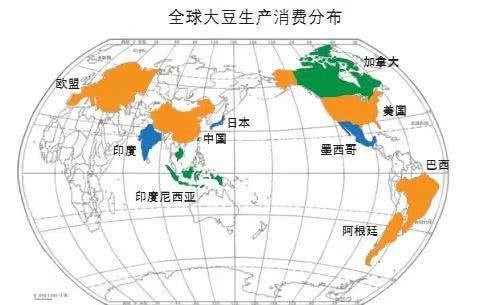 全球大豆生产消费分布
欧盟
加拿大
美国
日本
中国
印度
墨西哥
巴西
印度尼西亚
阿根廷